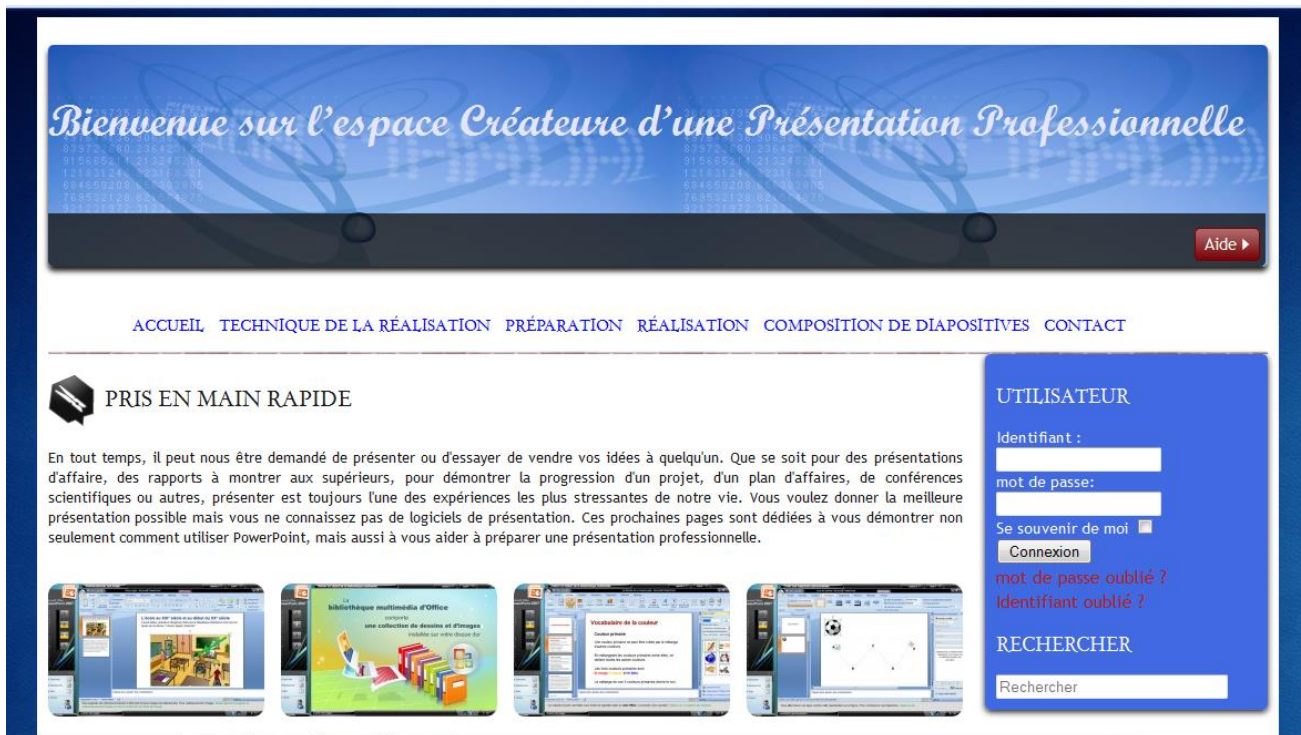 Bienvenue sur l'espace Créateure d'une Présentation Professionnelle
Aide
ACCUEIL TECHNIQUE DE LA RÉALISATION PRÉPARATION RÉALISATION COMPOSITION DE DIAPOSITIVES CONTACT
PRIS EN MAIN RAPIDE
En tout temps, il peut nous être demandé de présenter ou d'essayer de vendre vos idées à quelqu'un. Que se soit pour des présentations
d'affaire, des rapports à montrer aux supérieurs, pour démontrer la progression d'un projet, d'un plan d'affaires, de conférences
scientifiques ou autres, présenter est toujours l'une des expériences les plus stressantes de notre vie. Vous voulez donner la meilleure
présentation possible mais vous ne connaissez pas de logiciels de présentation. Ces prochaines pages sont dédiées à vous démontrer non
seulement comment utiliser PowerPoint, mais aussi à vous aider à préparer une présentation professionnelle.
La
bibliothèque multimédia d'Office
comporte
une collection de dessins et d'images
installée sur votre disque dur
Vocabulaire de la couleur
Couleur primaire
UTILISATEUR
Identifiant :
mot de passe:
Se souvenir de moi
Connexion
mot de passe oublié ?
Identifiant oublié ?
RECHERCHER
Rechercher